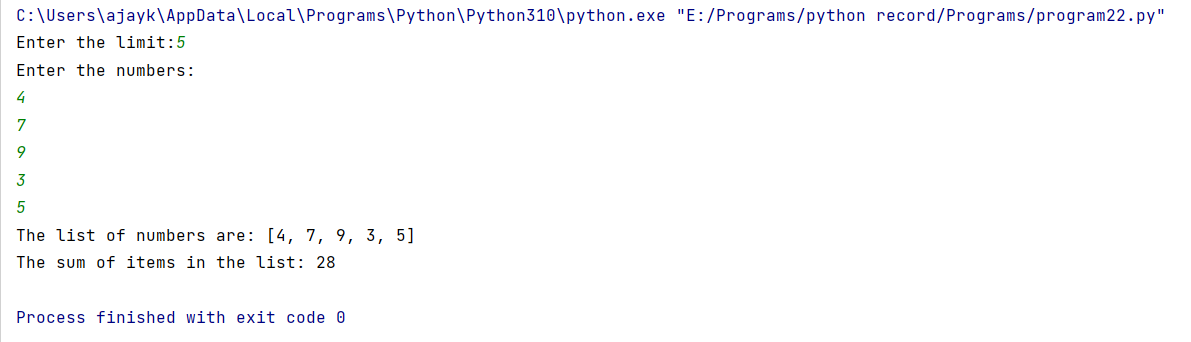 C:\Users\ajayk\AppData\Local\Programs\Python\Python310\python.exe "E:/Programs/python record/Programs/program22.py"
Enter the limit:5
Enter the numbers:
4
7
9
3
5
The list of numbers are: [4, 7, 9, 3, 5]
The sum of items in the list: 28
Process finished with exit code 0